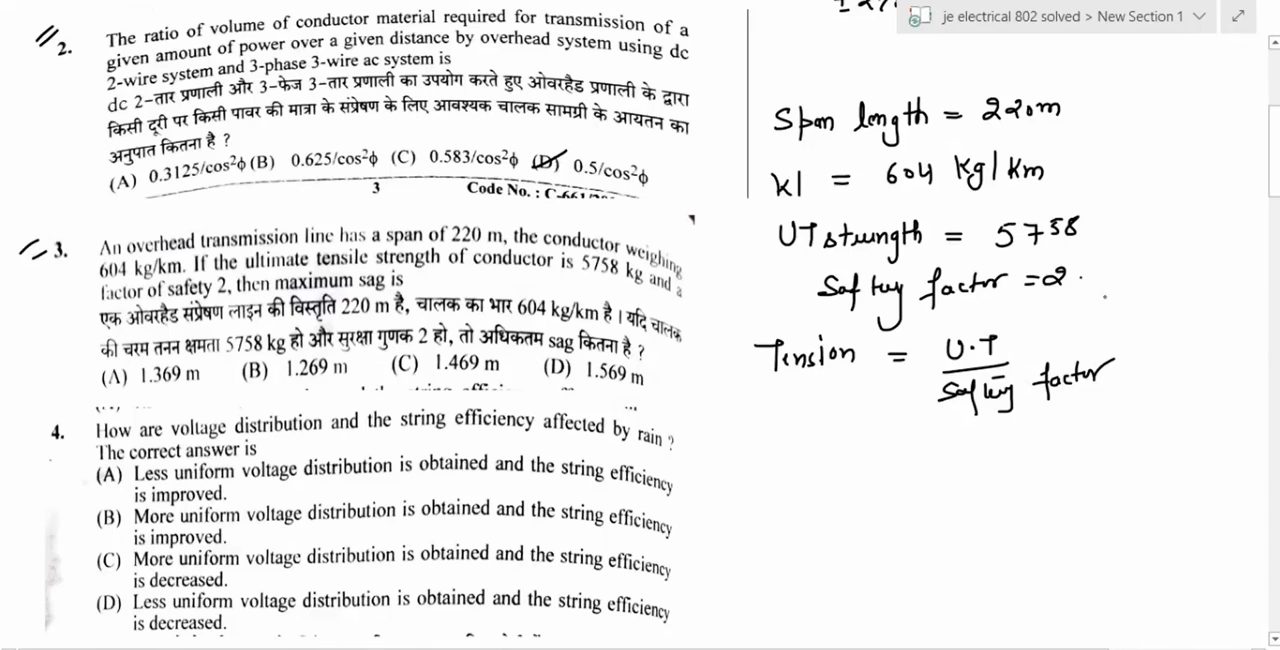 je electrical 802 solved > New Section 1
2. The ratio of volume of conductor material required for transmission of a
given amount of power over a given distance by overhead system using dc
2-wire system and 3-phase 3-wire ac system is
dc 2-तार प्रणाली और 3-फेज 3-तार प्रणाली का उपयोग करते हुए ओवरहैड प्रणाली के द्वारा
किसी दूरी पर किसी पावर की मात्रा के संप्रेषण के लिए आवश्यक चालक सामग्री के आयतन का
अनुपात कितना है ?
(A) 0.3125/cos²ϕ (B) 0.625/cos²ϕ (C) 0.583/cos²ϕ (D) 0.5/cos²ϕ
3 Code No. :
3. An overhead transmission line has a span of 220 m, the conductor weighing
604 kg/km. If the ultimate tensile strength of conductor is 5758 kg and a
factor of safety 2, then maximum sag is
एक ओवरहैड संप्रेषण लाइन की विस्तृति 220 m है, चालक का भार 604 kg/km है । यदि चालक
की चरम तनन क्षमता 5758 kg हो और सुरक्षा गुणक 2 हो, तो अधिकतम sag कितना है ?
(A) 1.369 m (B) 1.269 m (C) 1.469 m (D) 1.569 m
4. How are voltage distribution and the string efficiency affected by rain ?
The correct answer is
(A) Less uniform voltage distribution is obtained and the string efficiency
is improved.
(B) More uniform voltage distribution is obtained and the string efficiency
is improved.
(C) More uniform voltage distribution is obtained and the string efficiency
is decreased.
(D) Less uniform voltage distribution is obtained and the string efficiency
is decreased.
Span length = 220m
= 604 kg/km
UT strength = 5758
Saftey factor = 2
Tension = U.T
Saftey factor